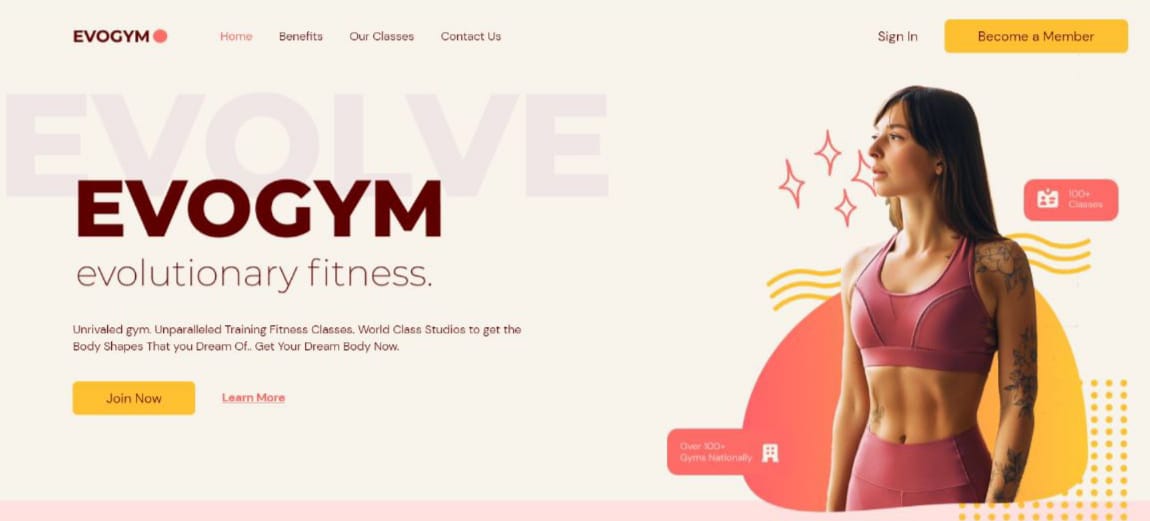 EVOGYM
Home Benefits Our Classes Contact Us
Sign In
Become a Member
EVOLVE
EVOGYM
evolutionary fitness.
Unrivaled gym. Unparalleled Training Fitness Classes. World Class Studios to get the
Body Shapes That you Dream Of.. Get Your Dream Body Now.
Join Now
Learn More
100+
Classes
Over 100+
Gyms Nationally